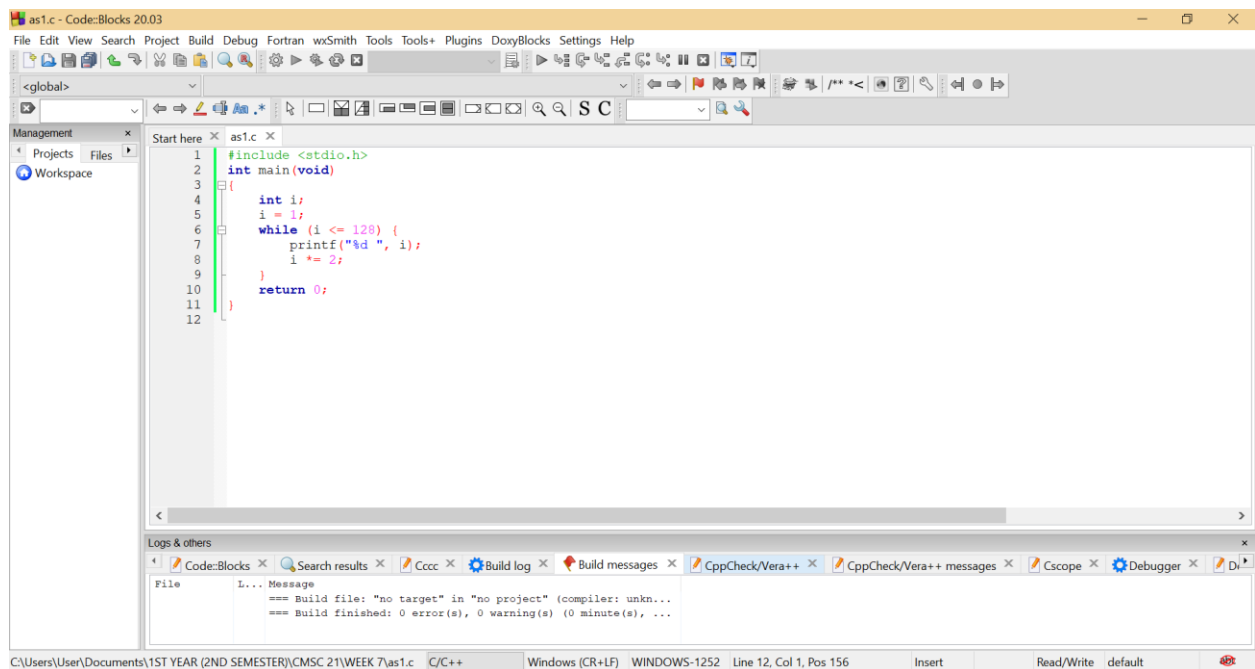 as1.c - Code::Blocks 20.03
File Edit View Search Project Build Debug Fortran wxSmith Tools Tools+ Plugins DoxyBlocks Settings Help
<global>
/** *<
Aa .* S C
Management
Projects Files
Workspace
Start here as1.c
1 #include <stdio.h>
2 int main(void)
3 {
4 int i;
5 i = 1;
6 while (i <= 128) {
7 printf("%d ", i);
8 i *= 2;
9 }
10 return 0;
11 }
12
Logs & others
Code::Blocks Search results Cccc Build log Build messages CppCheck/Vera++ CppCheck/Vera++ messages Cscope Debugger
File L... Message
=== Build file: "no target" in "no project" (compiler: unkn...
=== Build finished: 0 error(s), 0 warning(s) (0 minute(s), ...
C:\Users\User\Documents\1ST YEAR (2ND SEMESTER)\CMSC 21\WEEK 7\as1.c C/C++ Windows (CR+LF) WINDOWS-1252 Line 12, Col 1, Pos 156 Insert Read/Write default